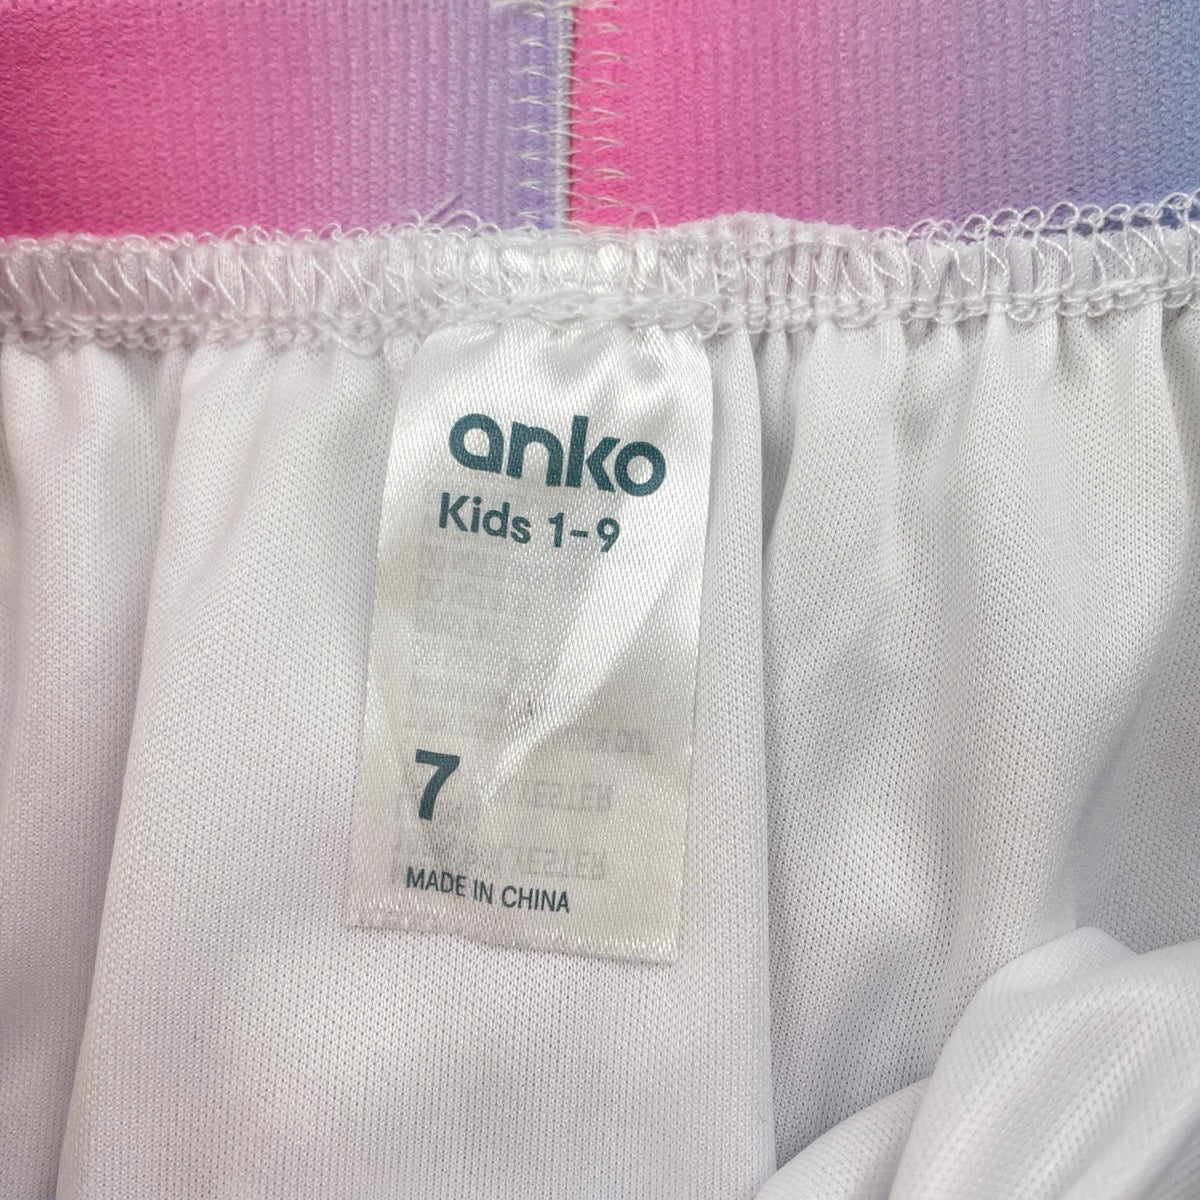 anko
Kids 1-9
7
MADE IN CHINA